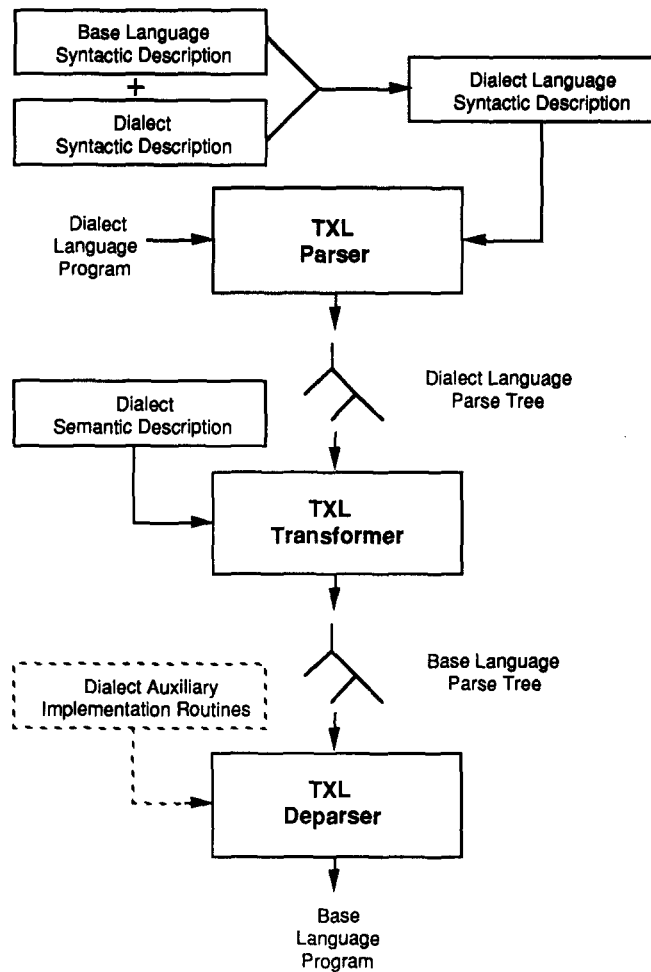 Base Language
Syntactic Description
+
Dialect
Syntactic Description
Dialect Language
Syntactic Description
Dialect
Language
Program
TXL
Parser
Dialect Language
Parse Tree
Dialect
Semantic Description
TXL
Transformer
Base Language
Parse Tree
Dialect Auxiliary
Implementation Routines
TXL
Deparser
Base
Language
Program